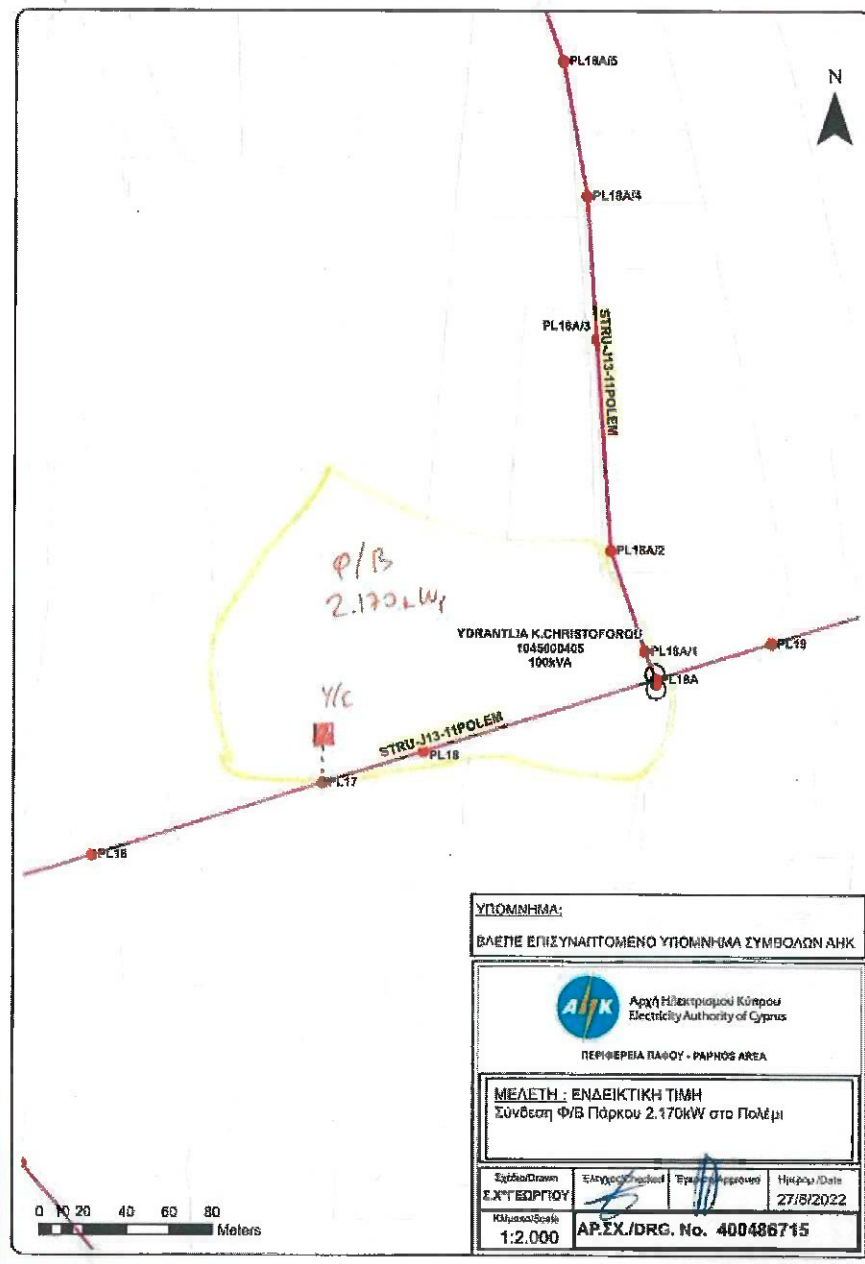 PL18A/5
N
PL18A/4
PL18A/3
STRU-J13-11POLEM
PL18A/2
Φ/Β
2.170kWp
YDRANTLIA K.CHRISTOFOROU
1045000405
100kVA
PL18A/1
PL19
PL18A
Υ/Σ
STRU-J13-11POLEM
PL18
PL17
PL16
ΥΠΟΜΝΗΜΑ:
ΒΛΕΠΕ ΕΠΙΣΥΝΑΠΤΟΜΕΝΟ ΥΠΟΜΝΗΜΑ ΣΥΜΒΟΛΩΝ ΑΗΚ
ΑΗΚ
Αρχή Ηλεκτρισμού Κύπρου
Electricity Authority of Cyprus
ΠΕΡΙΦΕΡΕΙΑ ΠΑΦΟΥ - PAPHOS AREA
ΜΕΛΕΤΗ : ΕΝΔΕΙΚΤΙΚΗ ΤΙΜΗ
Σύνδεση Φ/Β Πάρκου 2.170kW στο Πολέμι
Σχέδιο/Drawn Έλεγχος/Checked Έγκριση/Approved Ημερομ./Date
Σ.Χ"ΓΕΩΡΓΙΟΥ 27/6/2022
Κλίμακα/Scale
1:2.000
ΑΡ.ΣΧ./DRG. No. 400486715
0 10 20 40 60 80
Meters